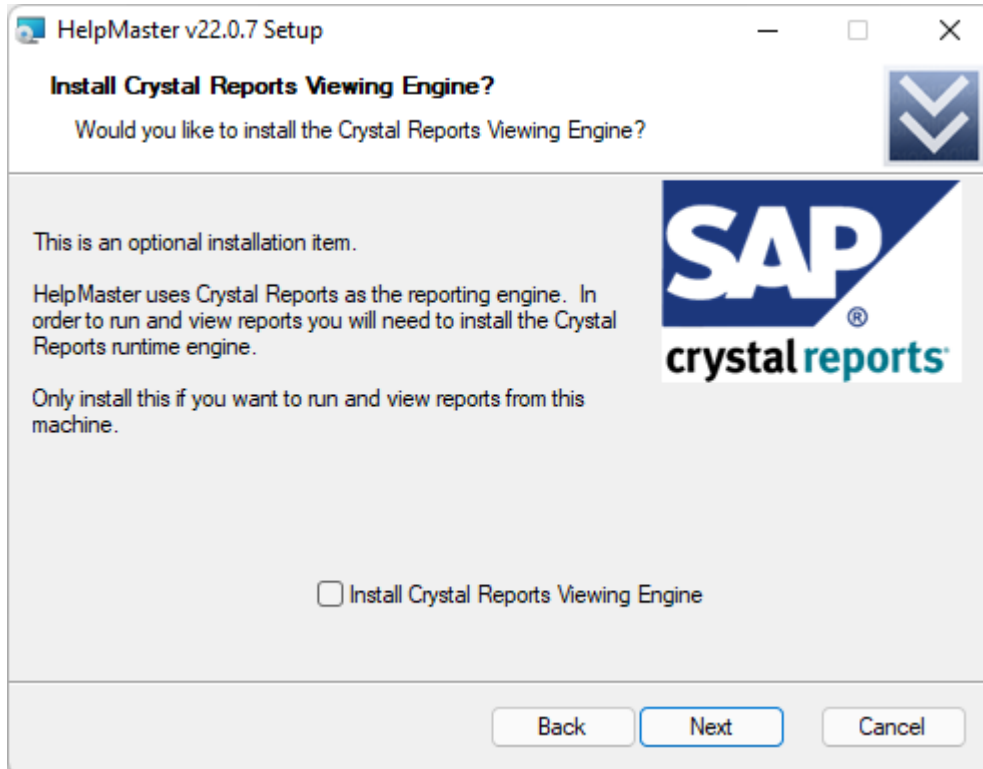 HelpMaster v22.0.7 Setup
Install Crystal Reports Viewing Engine?
Would you like to install the Crystal Reports Viewing Engine?
SAP
®
crystal reports
This is an optional installation item.
HelpMaster uses Crystal Reports as the reporting engine.  In
order to run and view reports you will need to install the Crystal
Reports runtime engine.
Only install this if you want to run and view reports from this
machine.
Install Crystal Reports Viewing Engine
Back
Next
Cancel